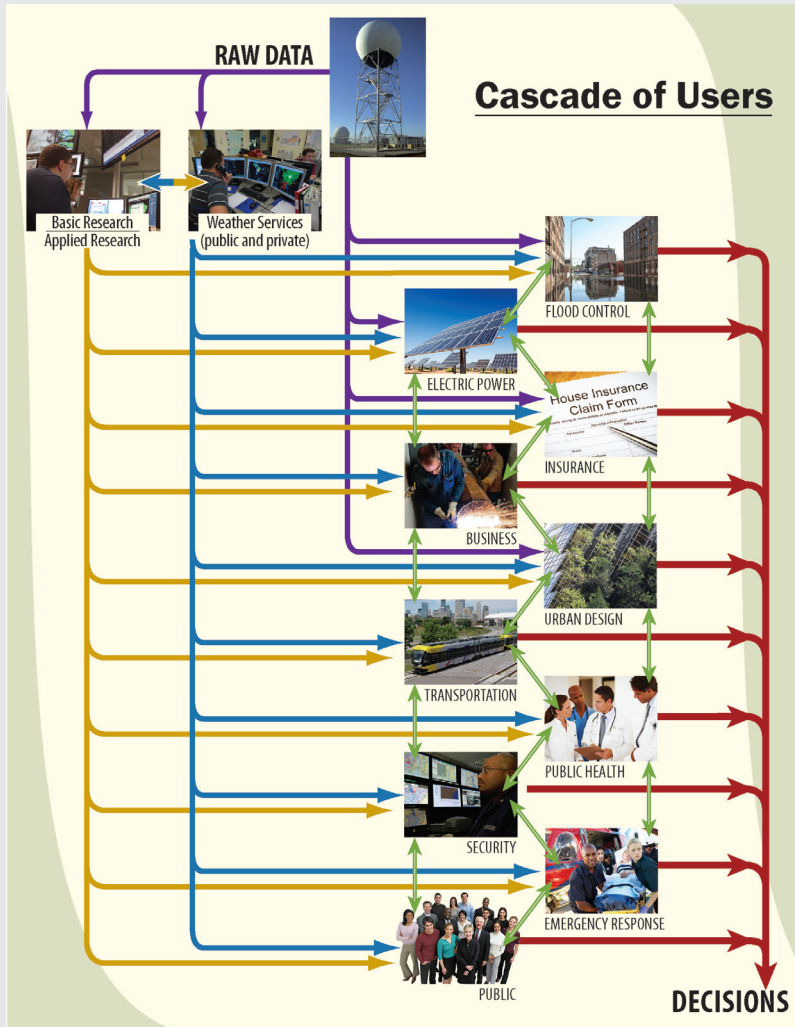 RAW DATA
Cascade of Users
Basic Research
Applied Research
Weather Services
(public and private)
FLOOD CONTROL
ELECTRIC POWER
House Insurance
Claim Form
INSURANCE
BUSINESS
URBAN DESIGN
TRANSPORTATION
PUBLIC HEALTH
SECURITY
EMERGENCY RESPONSE
PUBLIC
DECISIONS